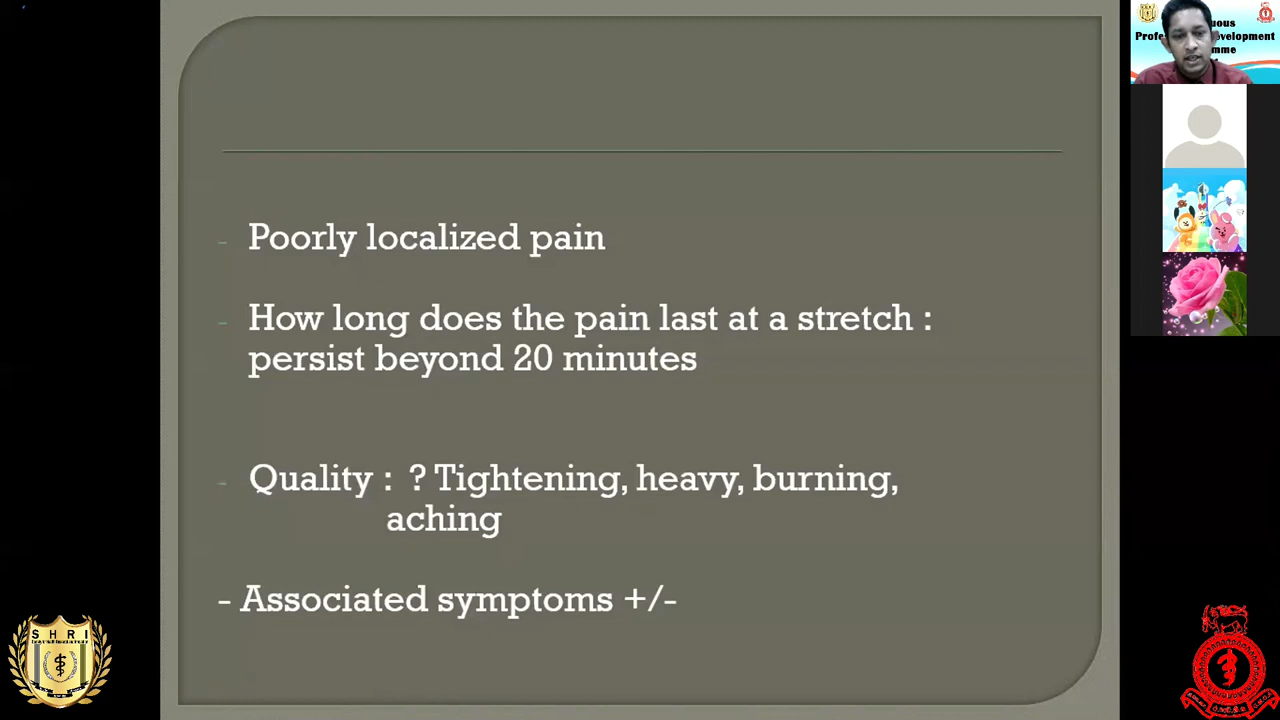 - Poorly localized pain
- How long does the pain last at a stretch :
persist beyond 20 minutes
- Quality : ? Tightening, heavy, burning,
aching
- Associated symptoms +/-
S H R I